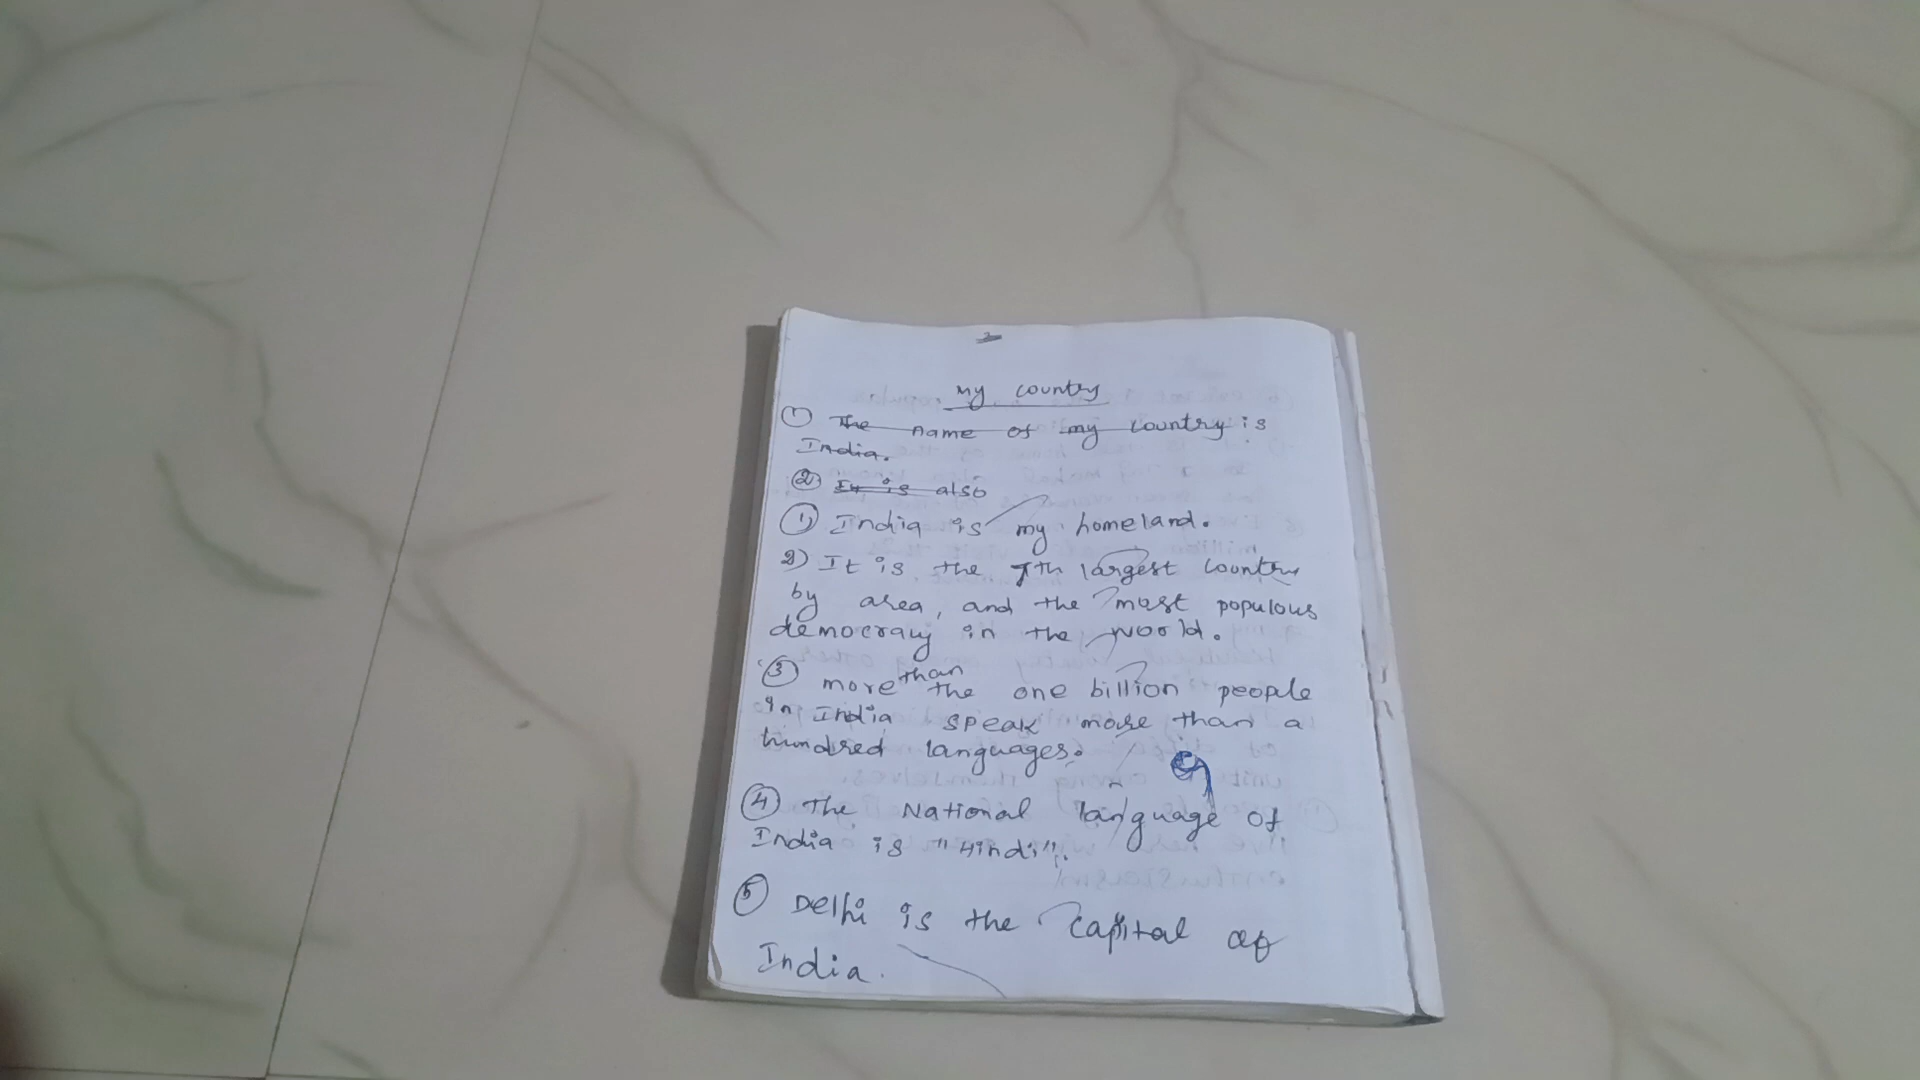 My country
① The name of my country is
India.
② It is also
① India is my homeland.
2) It is the 7th largest country
by area, and the most populous
democracy in the world.
③ more than the one billion people
in India speak more than a
hundred languages.
④ The National language of
India is "Hindi".
⑤ Delhi is the capital of
India.